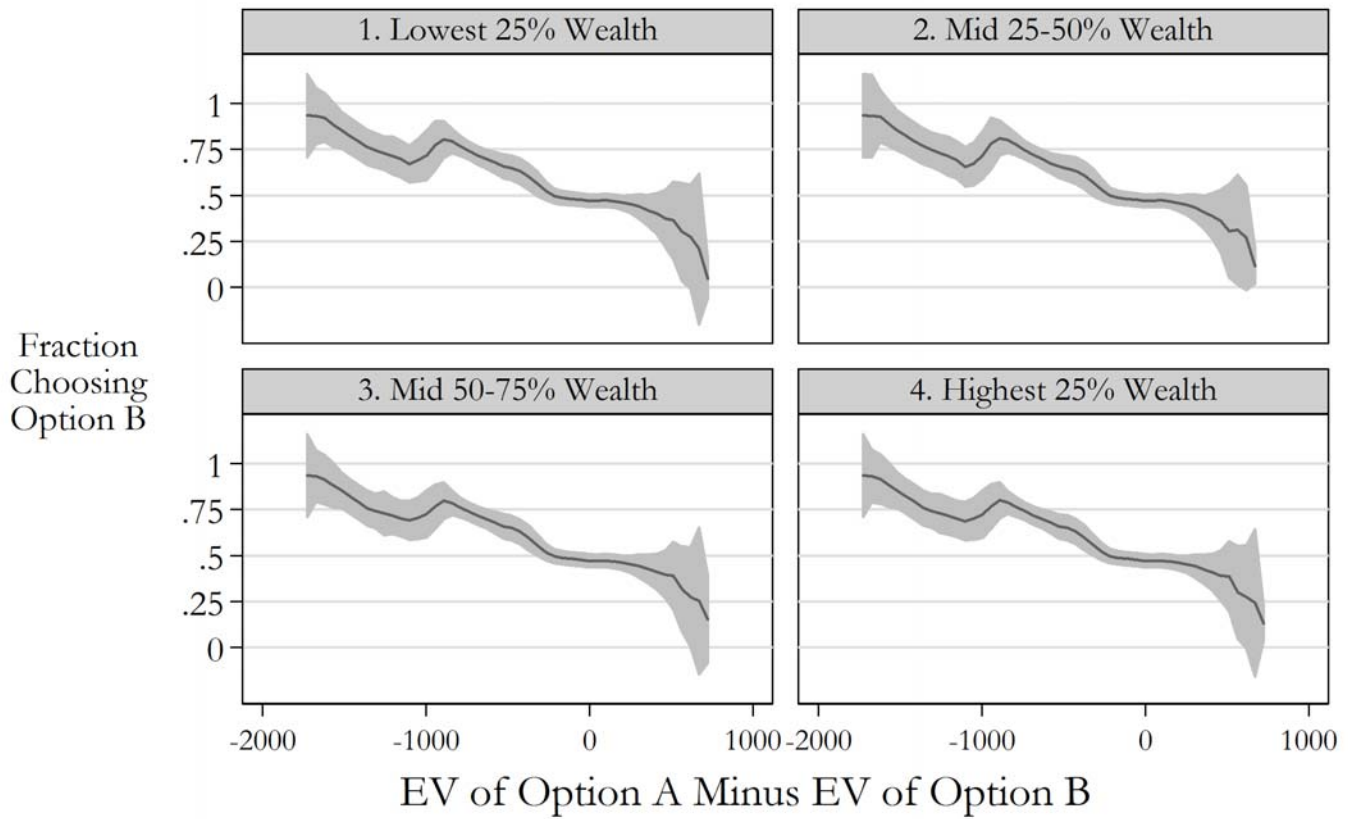 1. Lowest 25% Wealth
2. Mid 25-50% Wealth
1
.75
.5
.25
0
Fraction
Choosing
Option B
3. Mid 50-75% Wealth
4. Highest 25% Wealth
1
.75
.5
.25
0
-2000 -1000 0 1000 -2000 -1000 0 1000
EV of Option A Minus EV of Option B